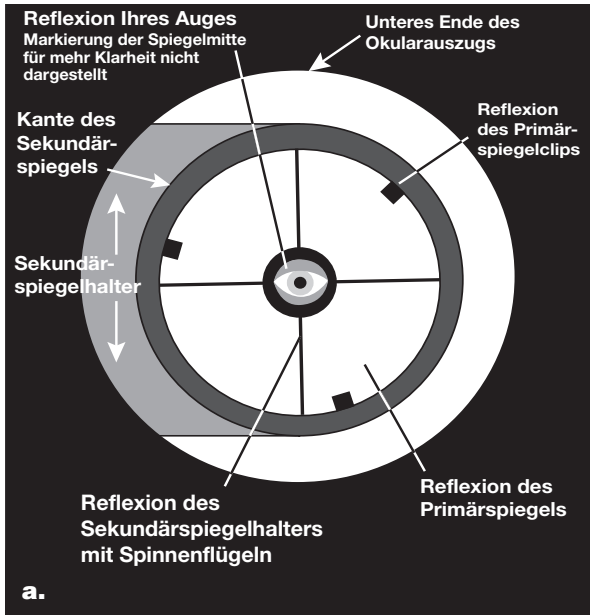 Reflexion Ihres Auges
Markierung der Spiegelmitte
für mehr Klarheit nicht
dargestellt
Unteres Ende des
Okularauszugs
Kante des
Sekundär-
spiegels
Reflexion
des Primär-
spiegelclips
Sekundär-
spiegelhalter
Reflexion des
Sekundärspiegelhalters
mit Spinnenflügeln
Reflexion des
Primärspiegels
a.